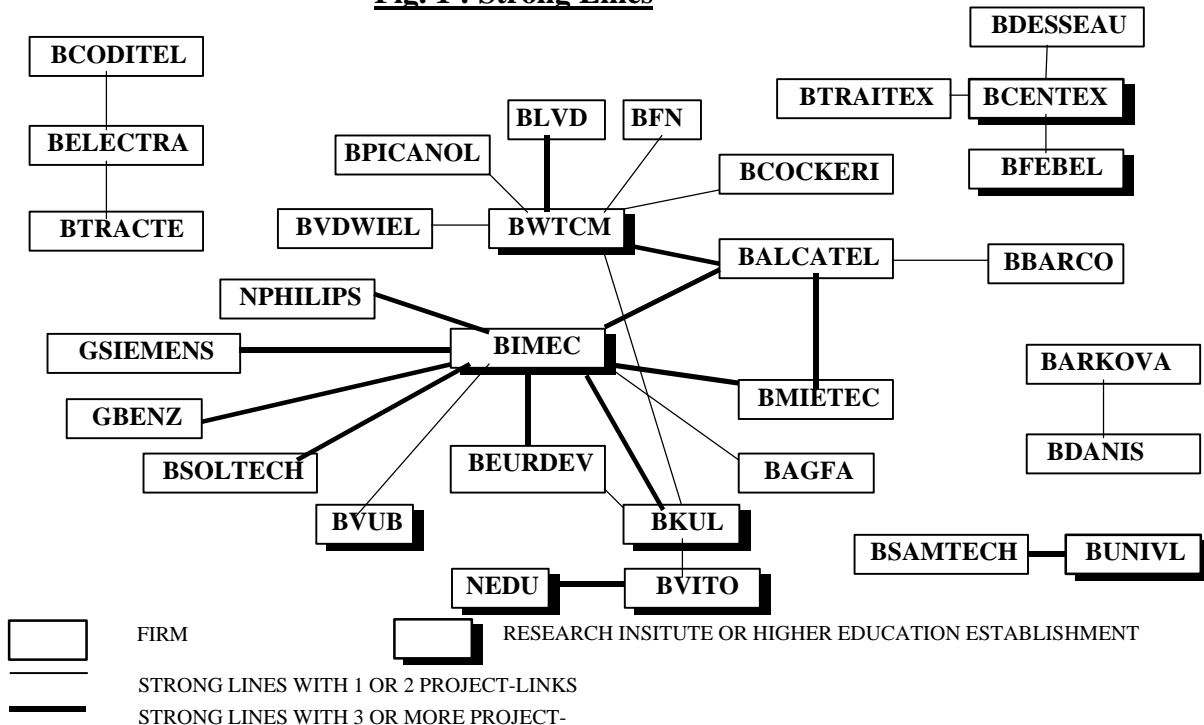 Fig. 1 : Strong Lines
BDESSEAU
BCODITEL
BTRAITEX
BCENTEX
BLVD
BFN
BELECTRA
BPICANOL
BCOCKERI
BFEBEL
BTRACTE
BVDWIEL
BWTCM
BALCATEL
BBARCO
NPHILIPS
GSIEMENS
BIMEC
BARKOVA
BMIETEC
GBENZ
BSOLTECH
BEURDEV
BAGFA
BDANIS
BVUB
BKUL
BSAMTECH
BUNIVL
NEDU
BVITO
FIRM
RESEARCH INSITUTE OR HIGHER EDUCATION ESTABLISHMENT
STRONG LINES WITH 1 OR 2 PROJECT-LINKS
STRONG LINES WITH 3 OR MORE PROJECT-